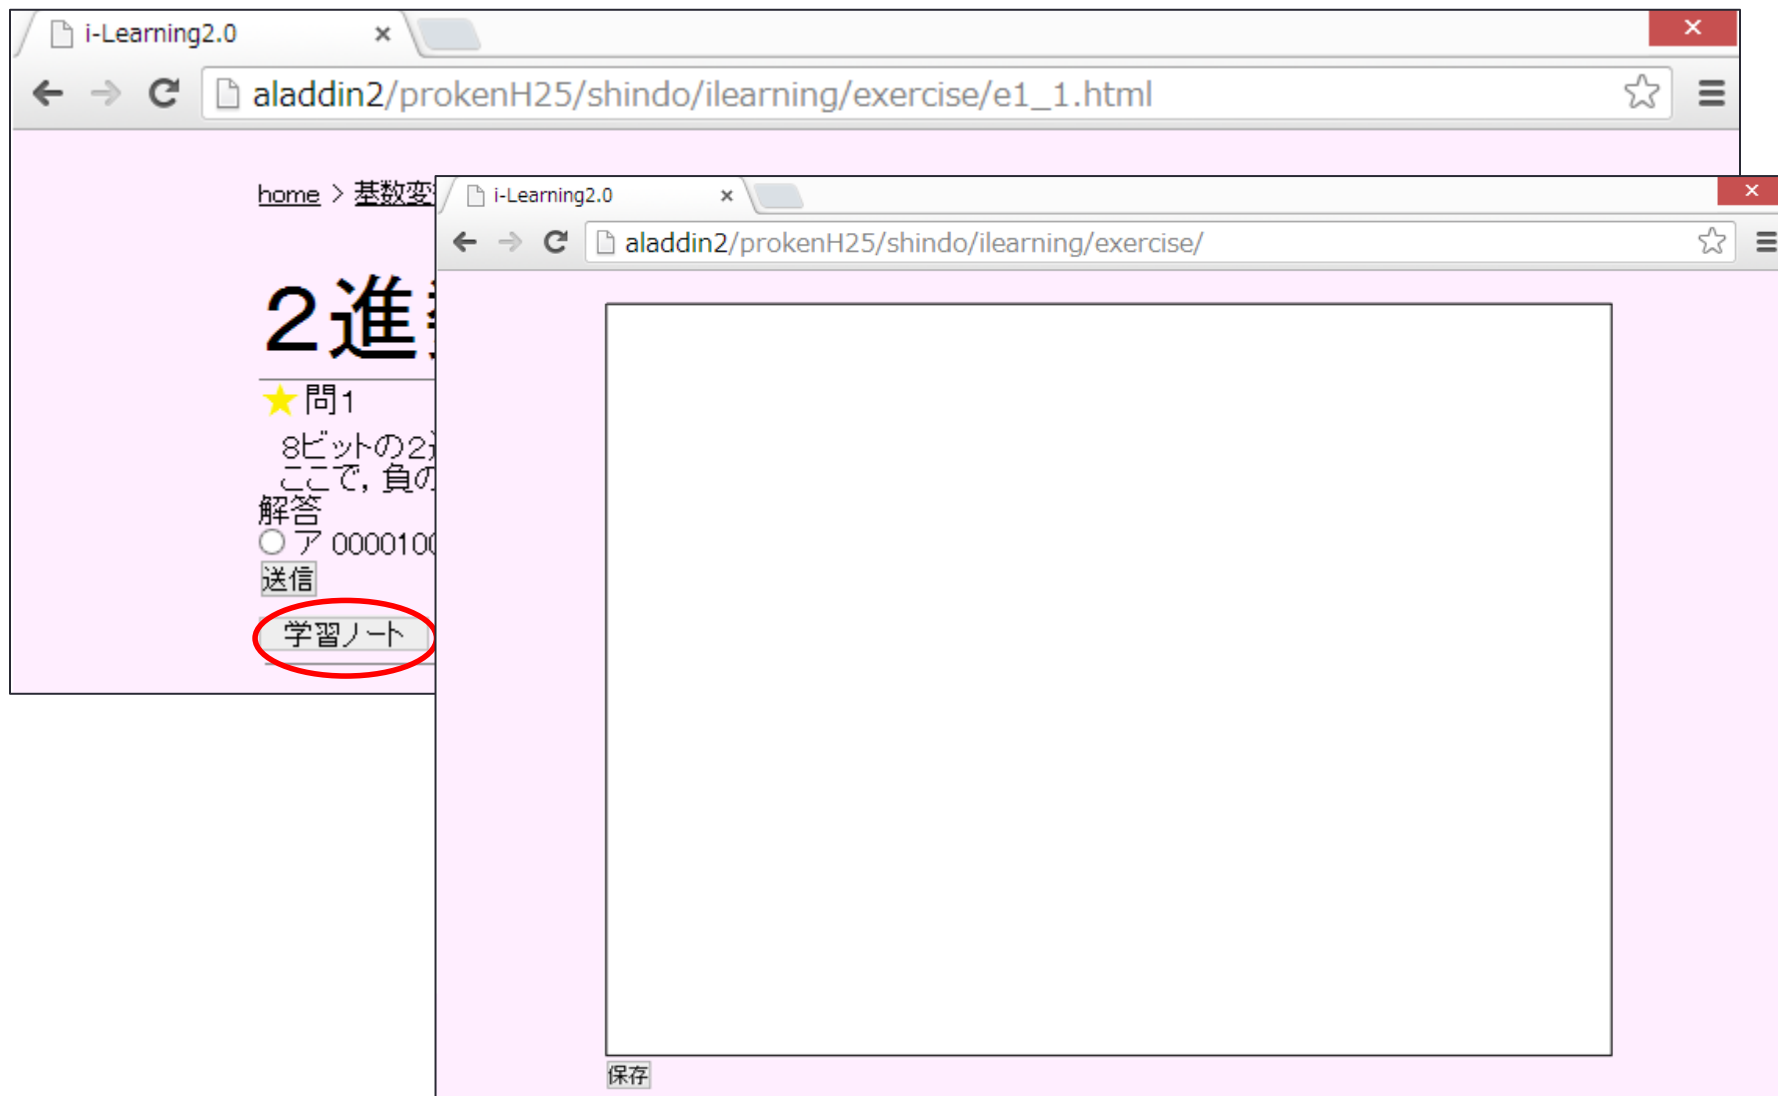 i-Learning2.0
aladdin2/prokenH25/shindo/ilearning/exercise/e1_1.html
home > 基数変
2進
★問1
8ビットの2
ここで, 負の
解答
ア 0000100
送信
学習ノート
i-Learning2.0
aladdin2/prokenH25/shindo/ilearning/exercise/
保存